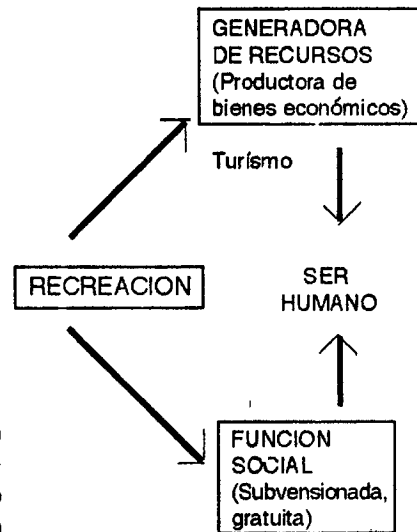 GENERADORA
DE RECURSOS
(Productora de
bienes económicos)
Turísmo
RECREACION
SER
HUMANO
FUNCION
SOCIAL
(Subvensionada,
gratuita)